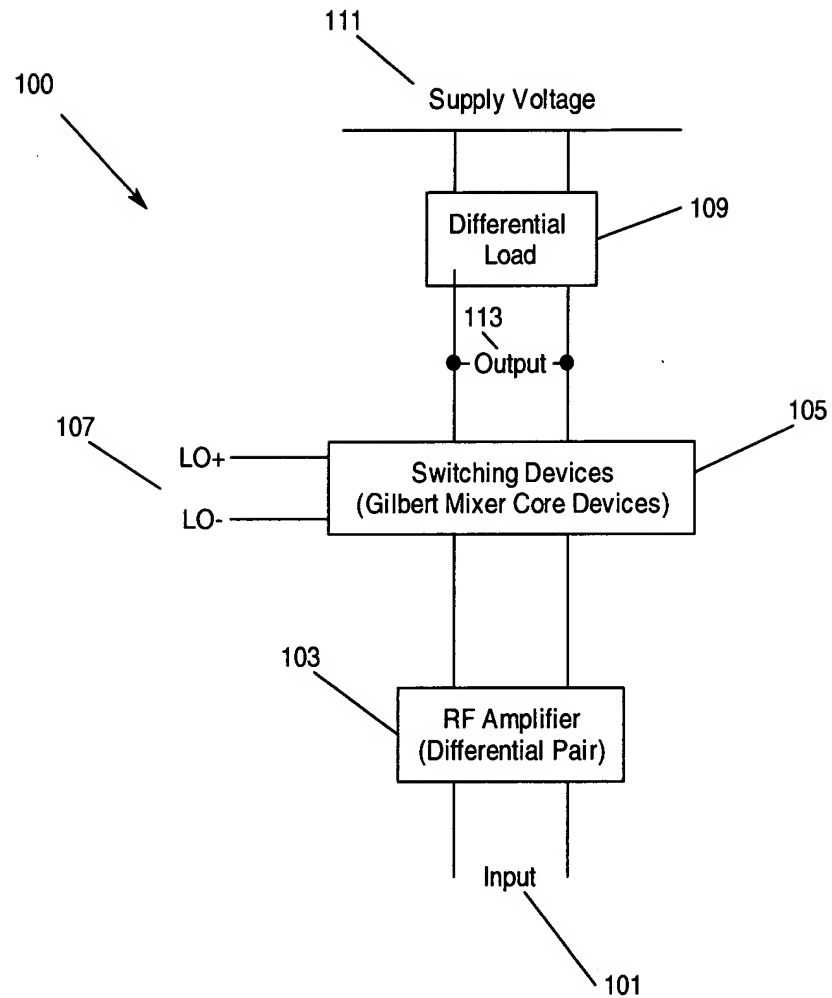 111
100
Supply Voltage
109
Differential
Load
113
Output
107
105
LO+
Switching Devices
(Gilbert Mixer Core Devices)
LO-
103
RF Amplifier
(Differential Pair)
Input
101